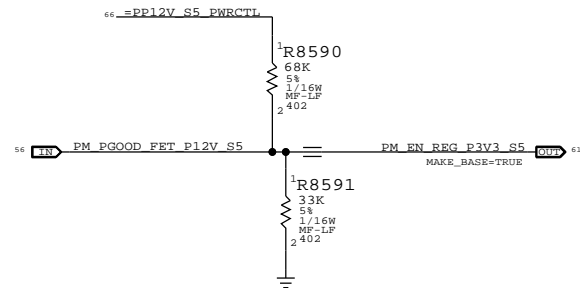 66 =PP12V_S5_PWRCTL
1
R8590
68K
5%
1/16W
MF-LF
2 402
56 IN PM_PGOOD_FET_P12V_S5 PM_EN_REG_P3V3_S5 OUT 61
MAKE_BASE=TRUE
1
R8591
33K
5%
1/16W
MF-LF
2 402